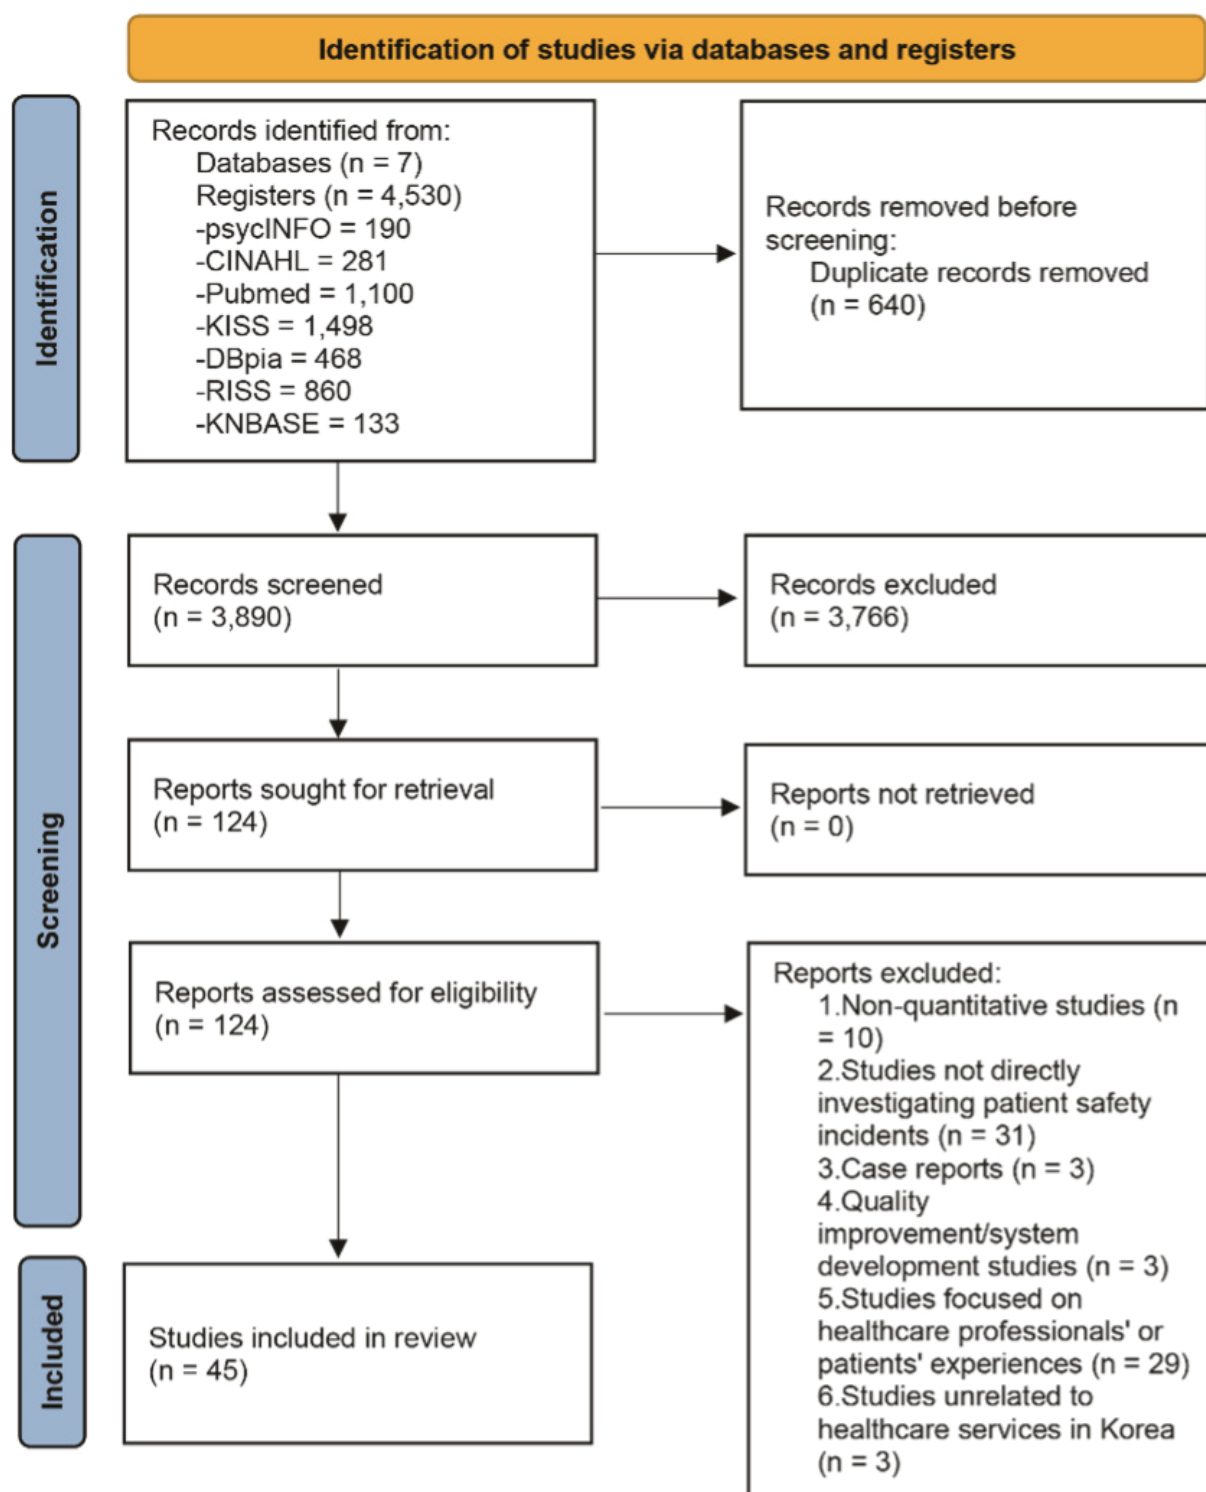 Identification of studies via databases and registers
Identification
Records identified from:
Databases (n = 7)
Registers (n = 4,530)
-psycINFO = 190
-CINAHL = 281
-Pubmed = 1,100
-KISS = 1,498
-DBpia = 468
-RISS = 860
-KNBASE = 133
Records removed before
screening:
Duplicate records removed
(n = 640)
Screening
Records screened
(n = 3,890)
Records excluded
(n = 3,766)
Reports sought for retrieval
(n = 124)
Reports not retrieved
(n = 0)
Reports assessed for eligibility
(n = 124)
Reports excluded:
1.Non-quantitative studies (n
= 10)
2.Studies not directly
investigating patient safety
incidents (n = 31)
3.Case reports (n = 3)
4.Quality
improvement/system
development studies (n = 3)
5.Studies focused on
healthcare professionals' or
patients' experiences (n = 29)
6.Studies unrelated to
healthcare services in Korea
(n = 3)
Included
Studies included in review
(n = 45)